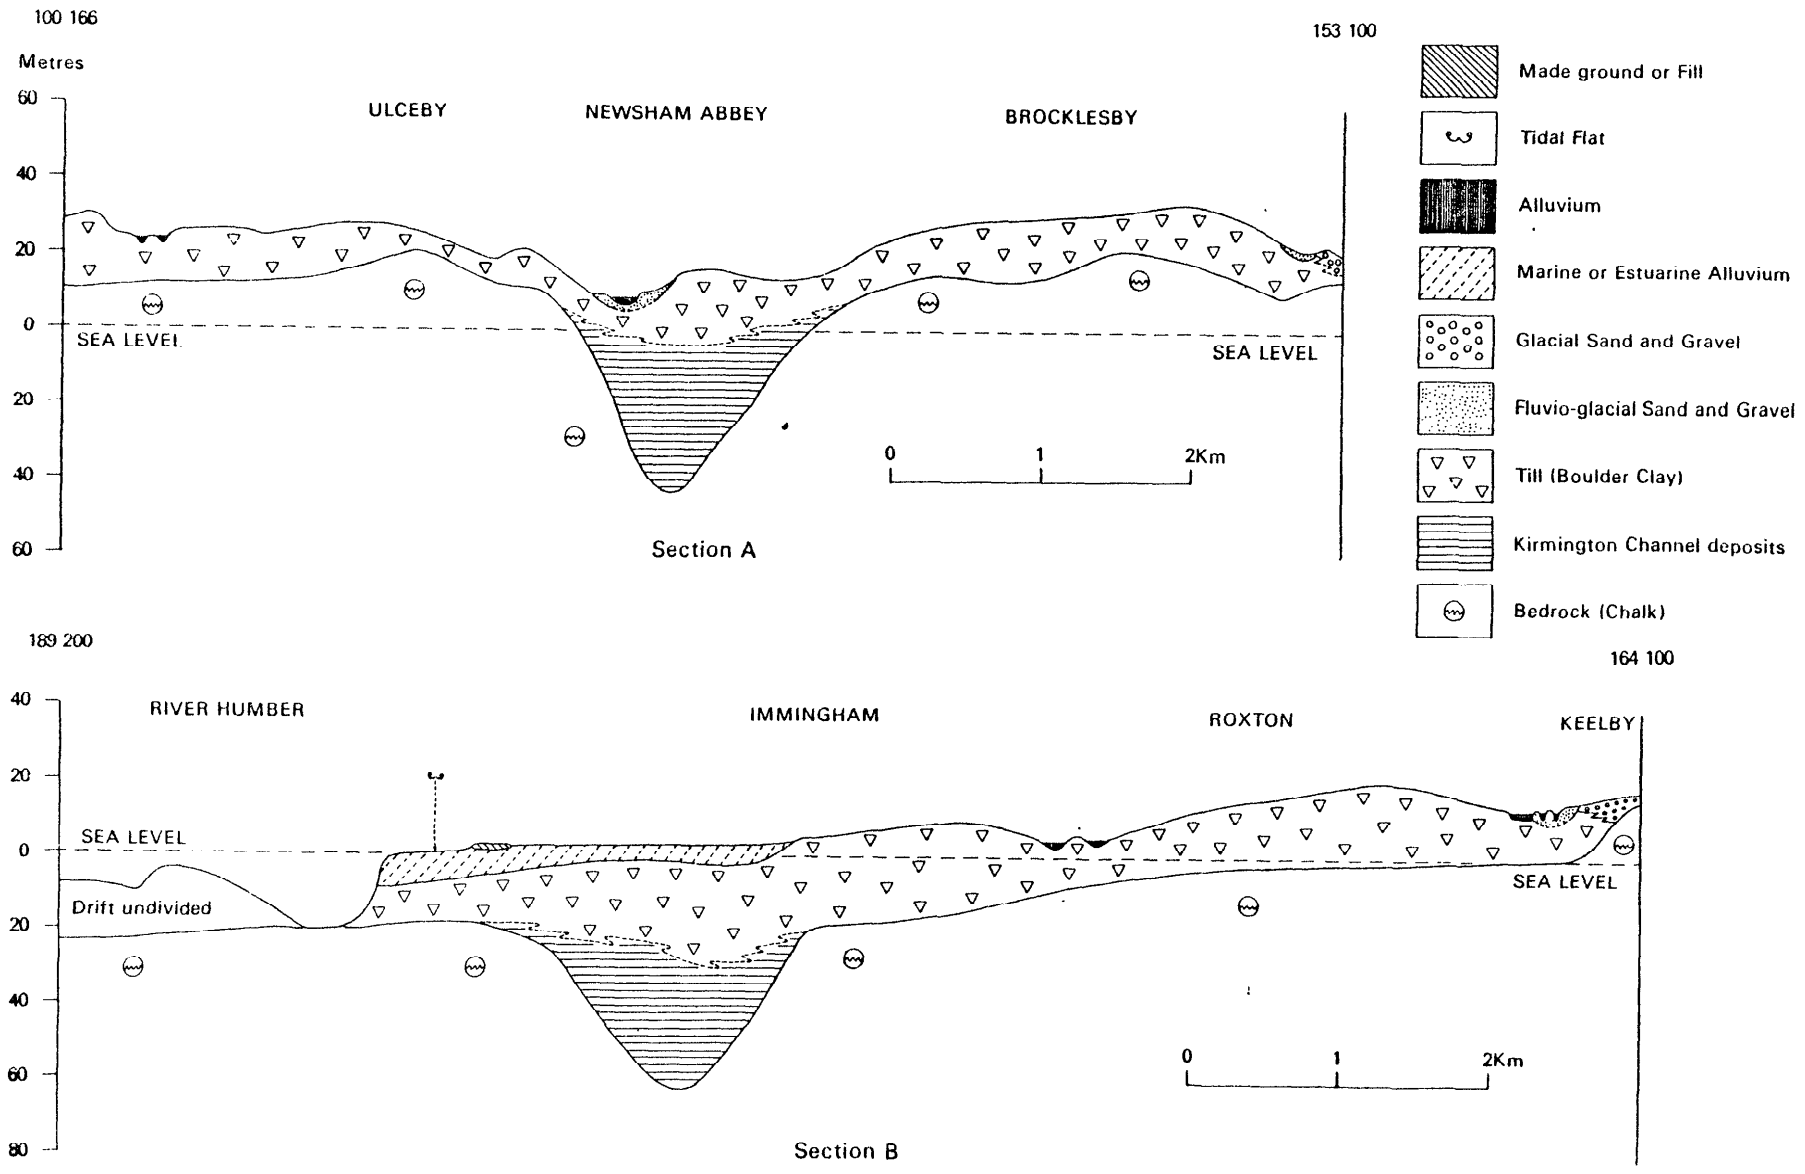 100 166
153 100
Metres
60
ULCEBY
NEWSHAM ABBEY
BROCKLESBY
40
20
0
SEA LEVEL
SEA LEVEL
20
0 1 2Km
40
60
Section A
Made ground or Fill
Tidal Flat
Alluvium
Marine or Estuarine Alluvium
Glacial Sand and Gravel
Fluvio-glacial Sand and Gravel
Till (Boulder Clay)
Kirmington Channel deposits
Bedrock (Chalk)
189 200
164 100
40
RIVER HUMBER
IMMINGHAM
ROXTON
KEELBY
20
SEA LEVEL
0
SEA LEVEL
Drift undivided
20
40
0 1 2Km
60
80
Section B